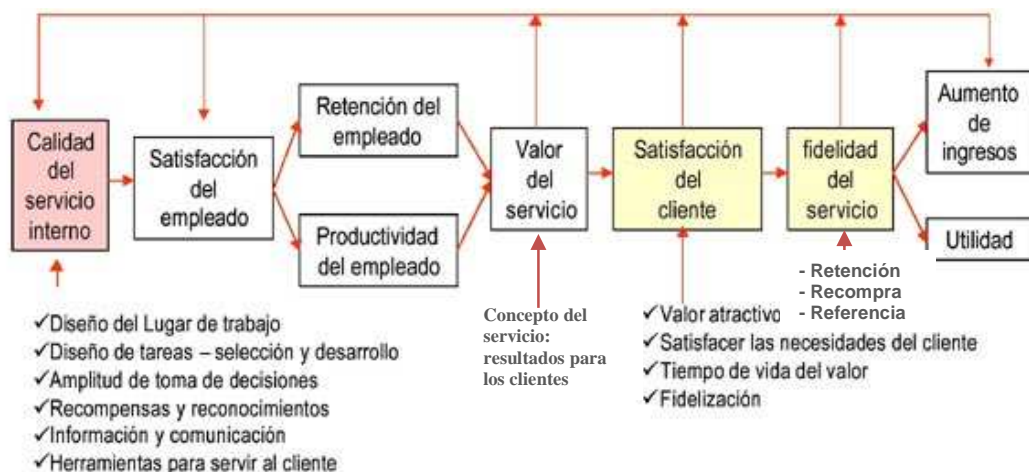 Calidad
del
servicio
interno
Satisfacción
del
empleado
Retención del
empleado
Productividad
del empleado
Valor
del
servicio
Satisfacción
del
cliente
fidelidad
del
servicio
Aumento
de
ingresos
Utilidad
✓Diseño del Lugar de trabajo
✓Diseño de tareas – selección y desarrollo
✓Amplitud de toma de decisiones
✓Recompensas y reconocimientos
✓Información y comunicación
✓Herramientas para servir al cliente
Concepto del
servicio:
resultados para
los clientes
✓Valor atractivo
✓Satisfacer las necesidades del cliente
✓Tiempo de vida del valor
✓Fidelización
- Retención
- Recompra
- Referencia